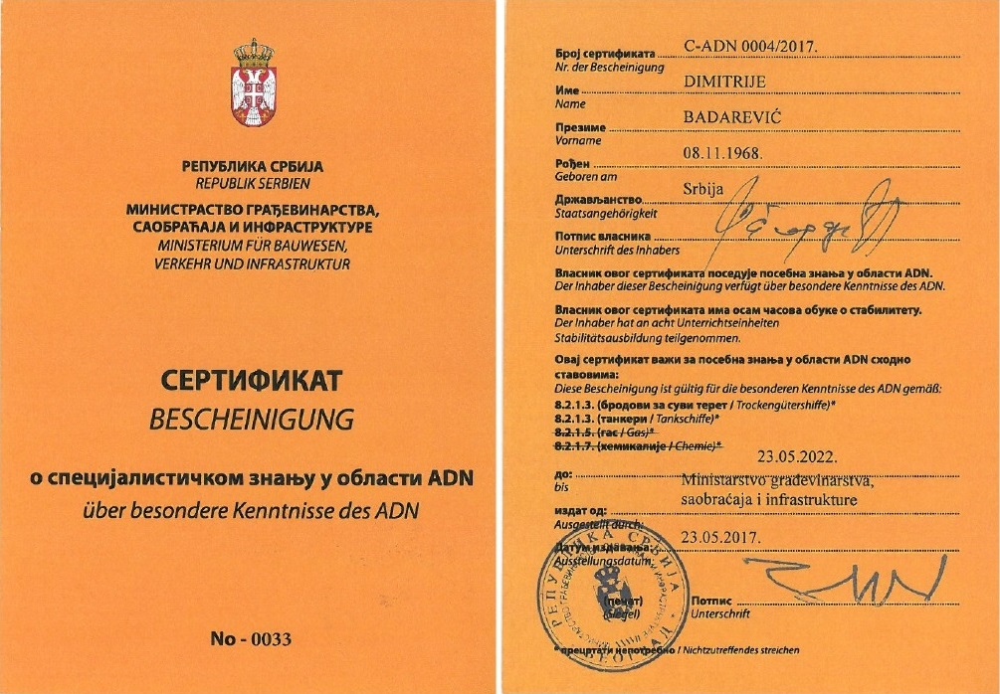 РЕПУБЛИКА СРБИЈА
REPUBLIK SERBIEN
МИНИСТРАСТВО ГРАЂЕВИНАРСТВА,
САОБРАЋАЈА И ИНФРАСТРУКТУРЕ
MINISTERIUM FÜR BAUWESEN,
VERKEHR UND INFRASTRUKTUR
СЕРТИФИКАТ
BESCHEINIGUNG
о специјалистичком знању у области ADN
über besondere Kenntnisse des ADN
No - 0033
Број сертификата C-ADN 0004/2017.
Nr. der Bescheinigung
Име DIMITRIJE
Name
Презиме BADAREVIĆ
Vorname
Рођен 08.11.1968.
Geboren am
Држављанство Srbija
Staatsangehörigkeit
Потпис власника
Unterschrift des Inhabers
Власник овог сертификата поседује посебна знања у области ADN.
Der Inhaber dieser Bescheinigung verfügt über besondere Kenntnisse des ADN.
Власник овог сертификата има осам часова обуке о стабилитету.
Der Inhaber hat an acht Unterrichtseinheiten
Stabilitätsausbildung teilgenommen.
Овај сертификат важи за посебна знања у области ADN сходно
ставовима:
Diese Bescheinigung ist gültig für die besonderen Kenntnisse des ADN gemäß:
8.2.1.3. (бродови за суви терет / Trockengüterschiffe)*
8.2.1.3. (танкери / Tankschiffe)*
8.2.1.5. (гас / Gas)*
8.2.1.7. (хемикалије / Chemie)*
до: 23.05.2022.
bis
издат од: Ministarstvo građevinarstva,
saobraćaja i infrastrukture
Ausgestellt durch:
Датум издавања: 23.05.2017.
Ausstellungsdatum:
РЕПУБЛИКА СРБИЈА
БЕОГРАД
(печат)
(Siegel)
Потпис
Unterschrift
* прецртати непотребно / Nichtzutreffendes streichen